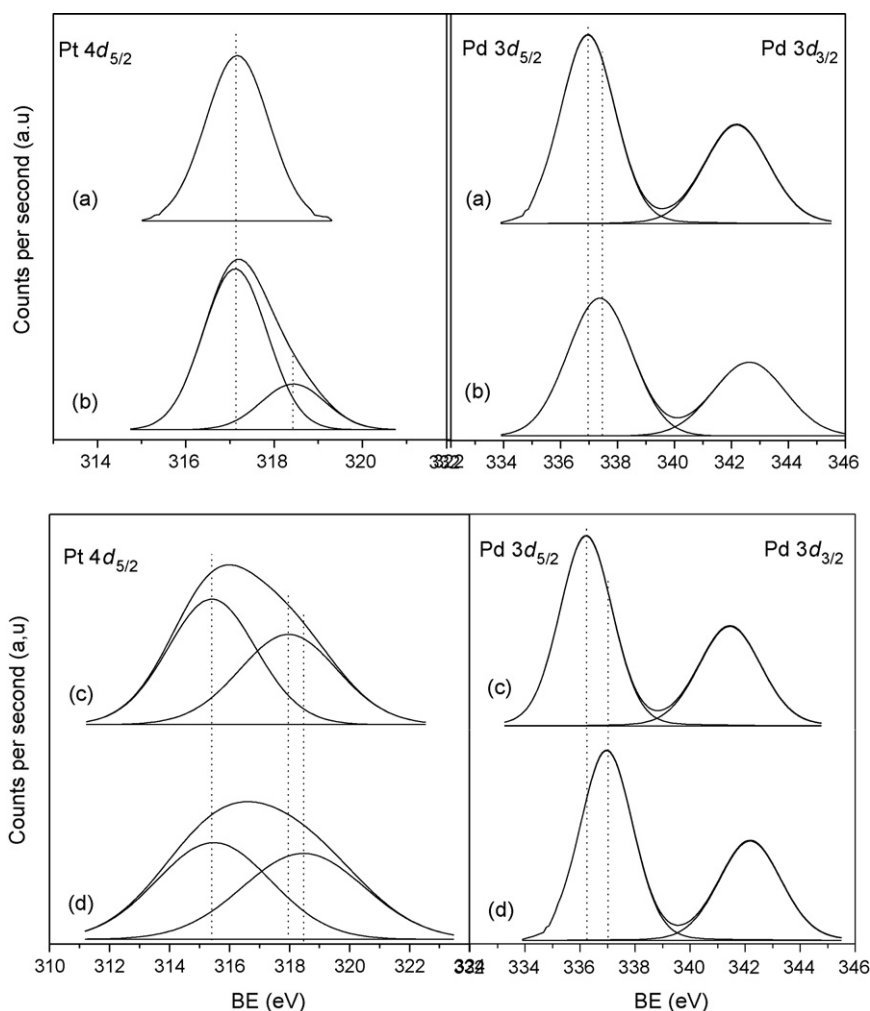 Pt 4d5/2
Pd 3d5/2
Pd 3d3/2
Counts per second (a.u)
(a)
(a)
(b)
(b)
314
316
318
320
322
334
336
338
340
342
344
346
Pt 4d5/2
Pd 3d5/2
Pd 3d3/2
Counts per second (a,u)
(c)
(c)
(d)
(d)
310
312
314
316
318
320
322
334
336
338
340
342
344
346
BE (eV)
BE (eV)